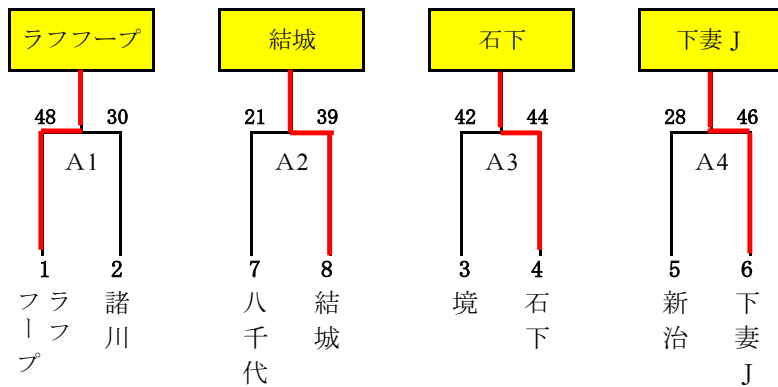 ラフフープ
結城
石下
下妻J
48 30
21 39
42 44
28 46
A1
A2
A3
A4
1
2
7
8
3
4
5
6
ラフ
フープ
諸川
八千代
結城
境
石下
新治
下妻J